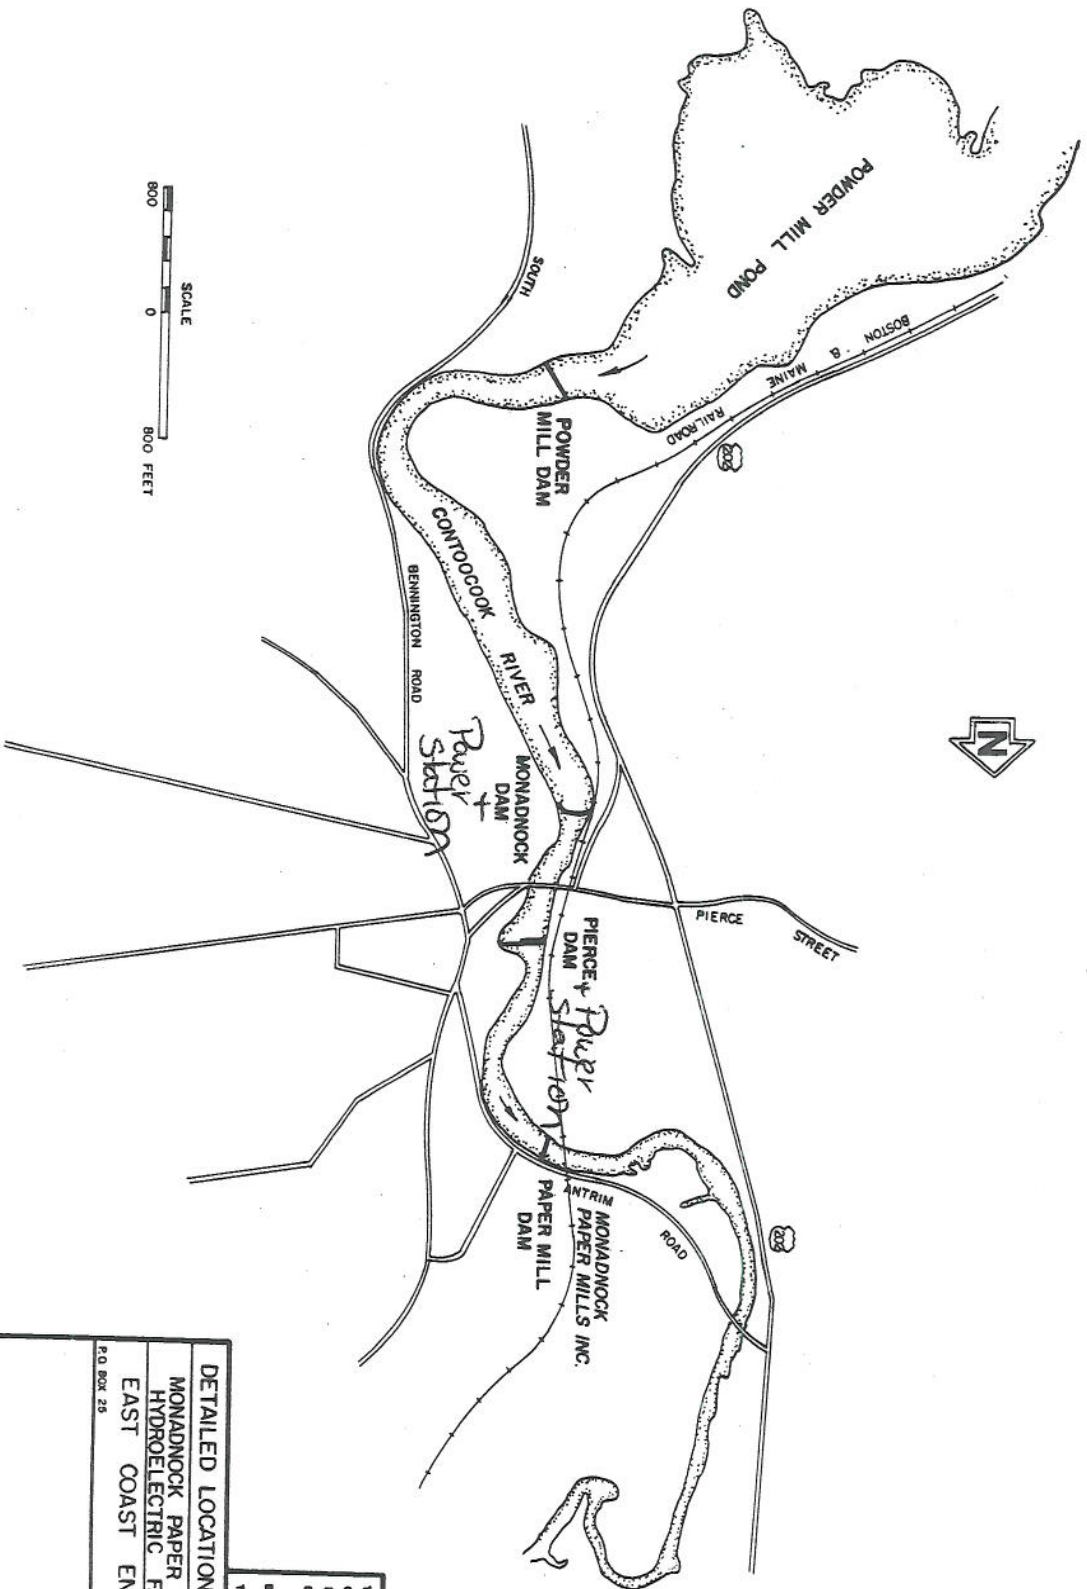 POWDER MILL POND
BOSTON & MAINE RAILROAD
202
SOUTH
POWDER
MILL DAM
SCALE
800 0 800 FEET
CONTOOCOOK RIVER
BENNINGTON ROAD
N
MONADNOCK
DAM
+
Power
Station
PIERCE STREET
PIERCE + Power
DAM Station
ANTRIM ROAD
PAPER MILL
DAM
MONADNOCK
PAPER MILLS INC.
202
DETAILED LOCATION
MONADNOCK PAPER
HYDROELECTRIC
EAST COAST EN
P.O BOX 25